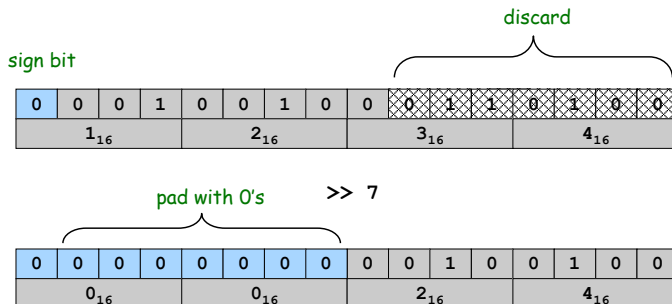 discard
sign bit
0 0 0 1 0 0 1 0 0 0 1 1 0 1 0 0
1₁₆ 2₁₆ 3₁₆ 4₁₆
pad with 0's >> 7
0 0 0 0 0 0 0 0 0 0 1 0 0 1 0 0
0₁₆ 0₁₆ 2₁₆ 4₁₆